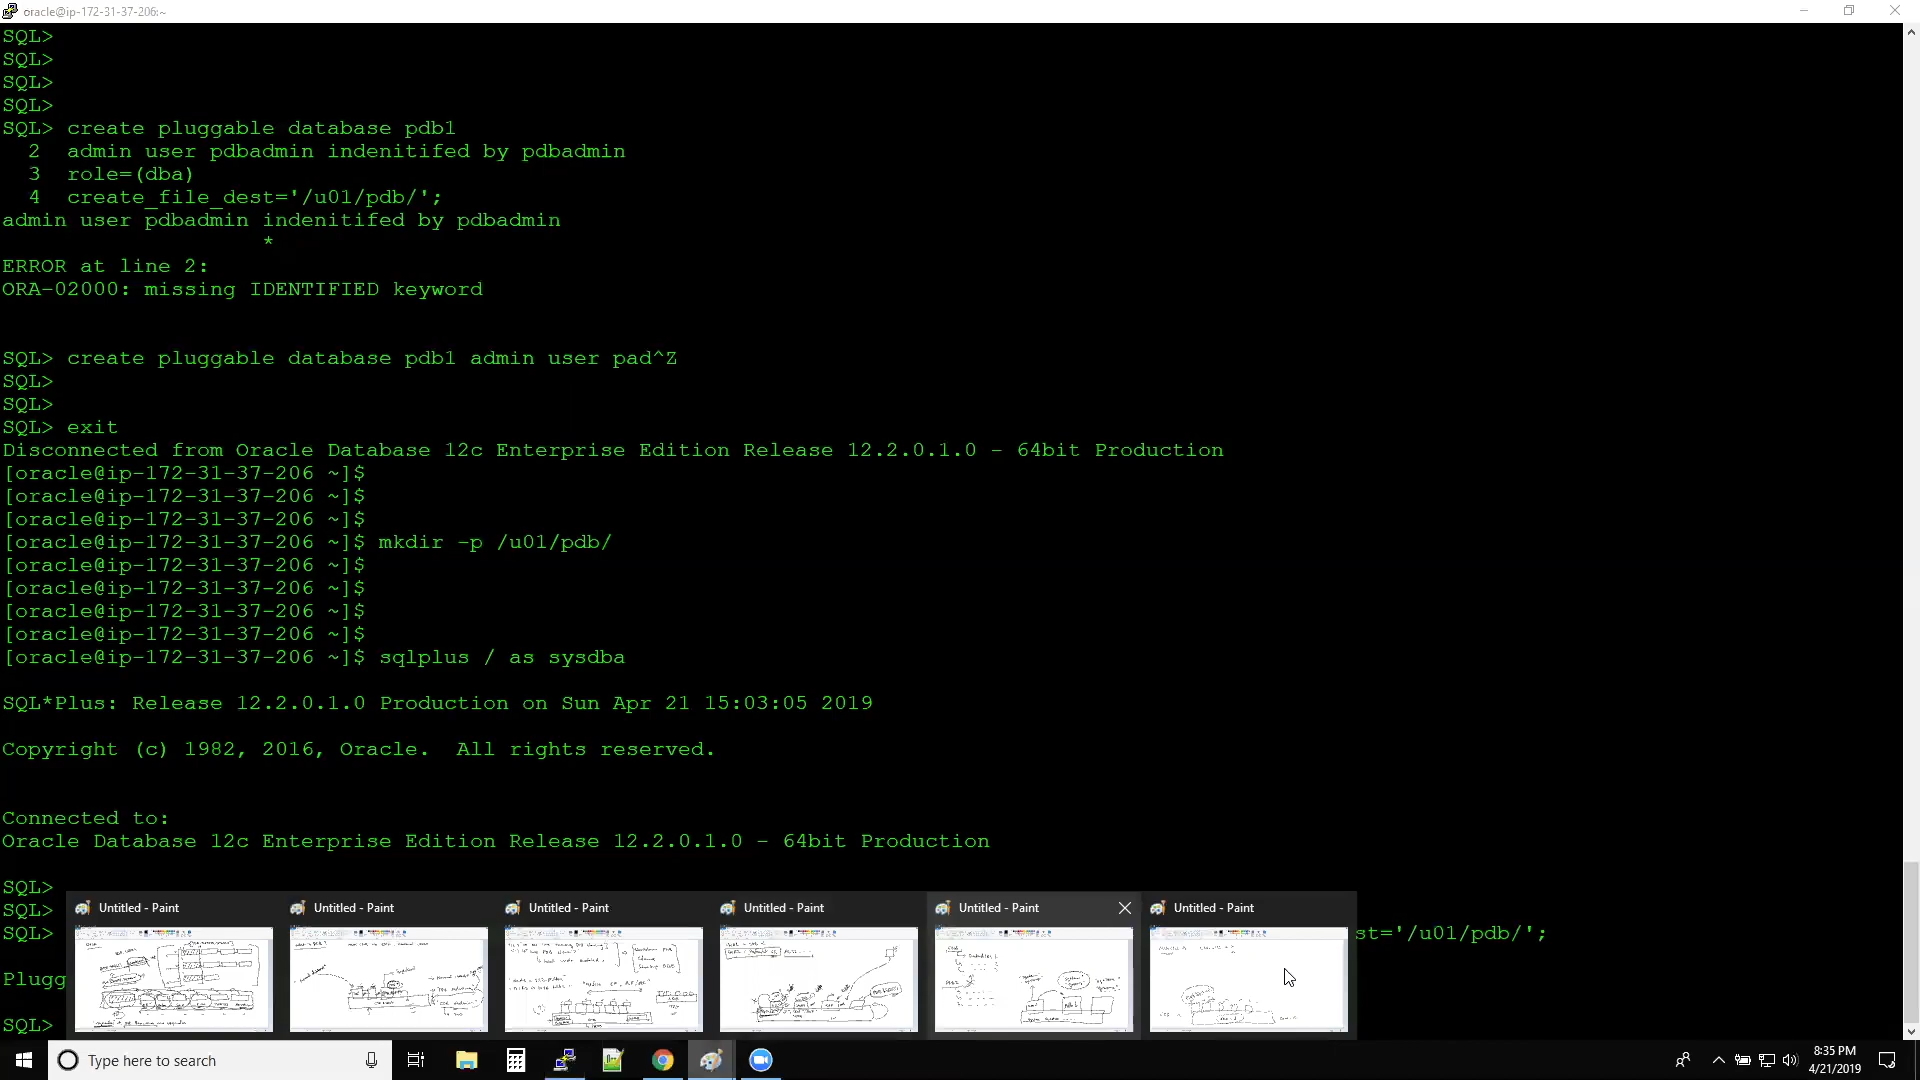 oracle@ip-172-31-37-206:~
SQL>
SQL>
SQL>
SQL>
SQL> create pluggable database pdb1
2 admin user pdbadmin indenitifed by pdbadmin
3 role=(dba)
4 create_file_dest='/u01/pdb/';
admin user pdbadmin indenitifed by pdbadmin
*
ERROR at line 2:
ORA-02000: missing IDENTIFIED keyword
SQL> create pluggable database pdb1 admin user pad^Z
SQL>
SQL>
SQL> exit
Disconnected from Oracle Database 12c Enterprise Edition Release 12.2.0.1.0 - 64bit Production
[oracle@ip-172-31-37-206 ~]$
[oracle@ip-172-31-37-206 ~]$
[oracle@ip-172-31-37-206 ~]$
[oracle@ip-172-31-37-206 ~]$ mkdir -p /u01/pdb/
[oracle@ip-172-31-37-206 ~]$
[oracle@ip-172-31-37-206 ~]$
[oracle@ip-172-31-37-206 ~]$
[oracle@ip-172-31-37-206 ~]$
[oracle@ip-172-31-37-206 ~]$ sqlplus / as sysdba
SQL*Plus: Release 12.2.0.1.0 Production on Sun Apr 21 15:03:05 2019
Copyright (c) 1982, 2016, Oracle. All rights reserved.
Connected to:
Oracle Database 12c Enterprise Edition Release 12.2.0.1.0 - 64bit Production
SQL>
SQL>
SQL> st='/u01/pdb/';
Plugg
SQL>
Untitled - Paint
Untitled - Paint
Untitled - Paint
Untitled - Paint
Untitled - Paint
Untitled - Paint
Type here to search
8:35 PM
4/21/2019